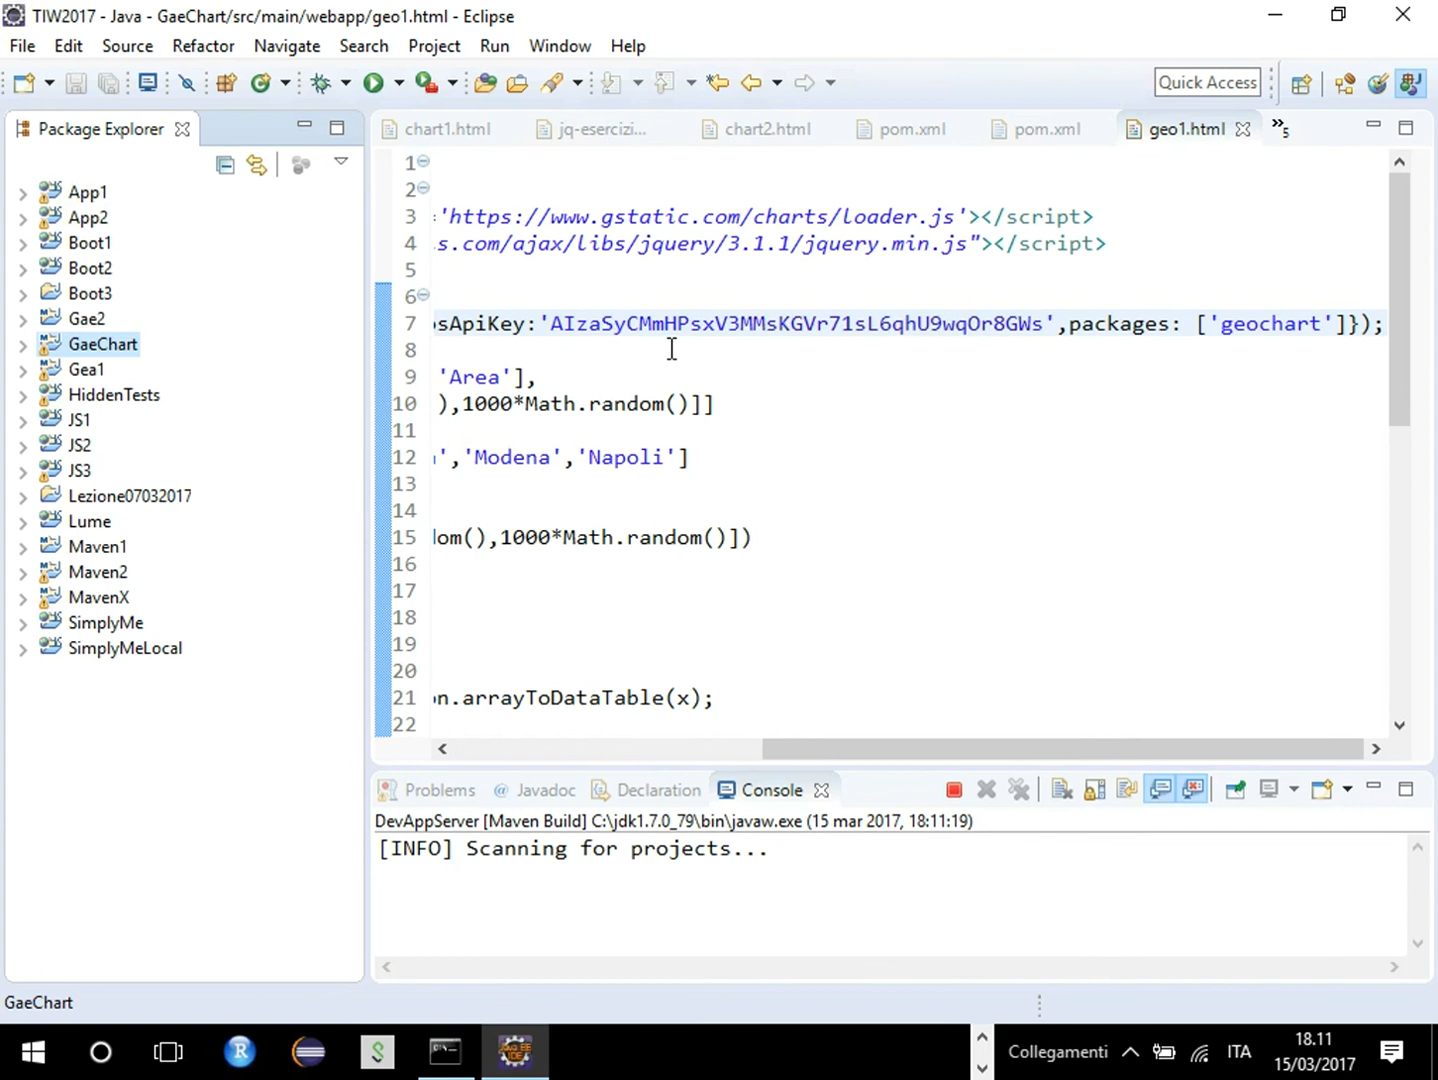 TIW2017 - Java - GaeChart/src/main/webapp/geo1.html - Eclipse
File Edit Source Refactor Navigate Search Project Run Window Help
Quick Access
Package Explorer
chart1.html jq-esercizi... chart2.html pom.xml pom.xml geo1.html »5
App1
App2
Boot1
Boot2
Boot3
Gae2
GaeChart
Gea1
HiddenTests
JS1
JS2
JS3
Lezione07032017
Lume
Maven1
Maven2
MavenX
SimplyMe
SimplyMeLocal
1
2
3 ='https://www.gstatic.com/charts/loader.js'></script>
4 s.com/ajax/libs/jquery/3.1.1/jquery.min.js"></script>
5
6
7 osApiKey:'AIzaSyCMmHPsxV3MMsKGVr71sL6qhU9wqOr8GWs',packages: ['geochart']});
8
9 'Area'],
10 ),1000*Math.random()]]
11
12 ','Modena','Napoli']
13
14
15 dom(),1000*Math.random()])
16
17
18
19
20
21 on.arrayToDataTable(x);
22
Problems @ Javadoc Declaration Console
DevAppServer [Maven Build] C:\jdk1.7.0_79\bin\javaw.exe (15 mar 2017, 18:11:19)
[INFO] Scanning for projects...
GaeChart
Collegamenti ITA
18.11
15/03/2017